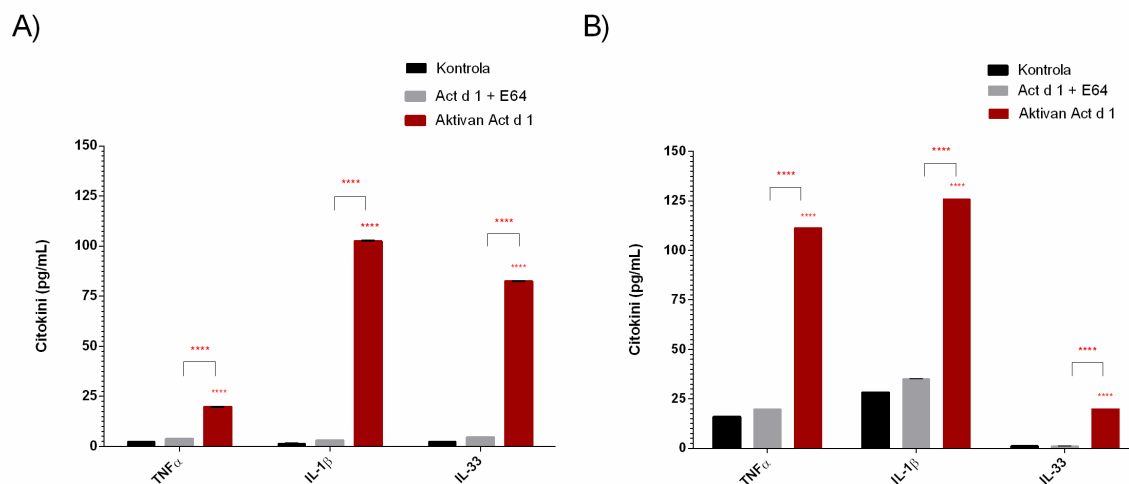 A)
Kontrola
Act d 1 + E64
Aktivan Act d 1
Citokini (pg/mL)
150
125
100
75
50
25
0
****
****
****
****
****
****
TNFα
IL-1β
IL-33
B)
Kontrola
Act d 1 + E64
Aktivan Act d 1
Citokini (pg/mL)
150
125
100
75
50
25
0
****
****
****
****
****
****
TNFα
IL-1β
IL-33